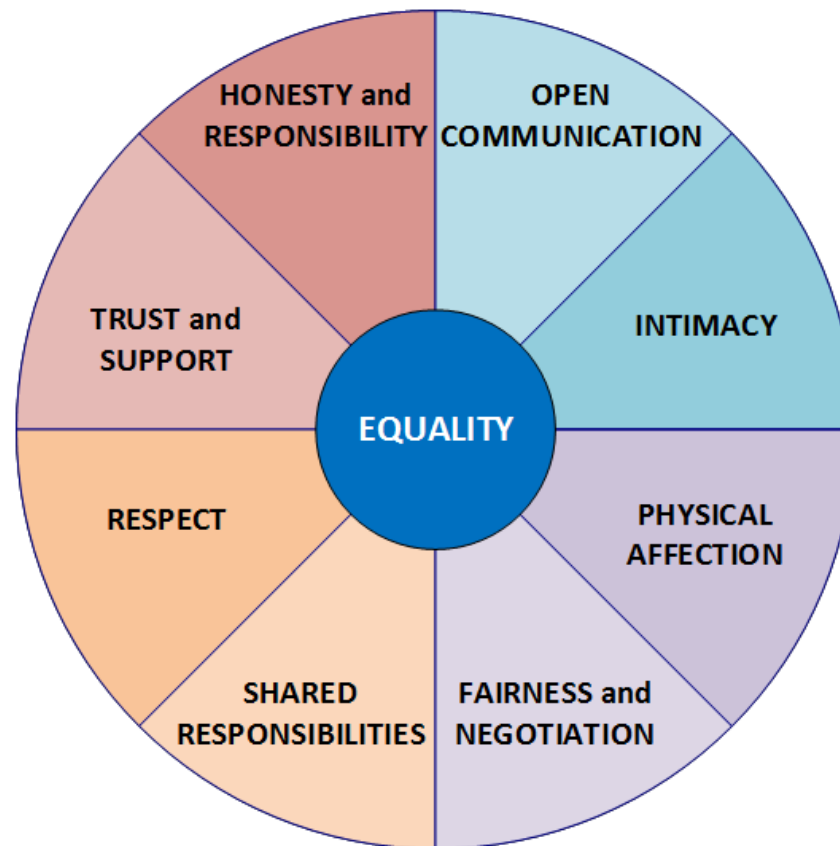 HONESTY and
RESPONSIBILITY
OPEN
COMMUNICATION
TRUST and
SUPPORT
INTIMACY
EQUALITY
RESPECT
PHYSICAL
AFFECTION
SHARED
RESPONSIBILITIES
FAIRNESS and
NEGOTIATION